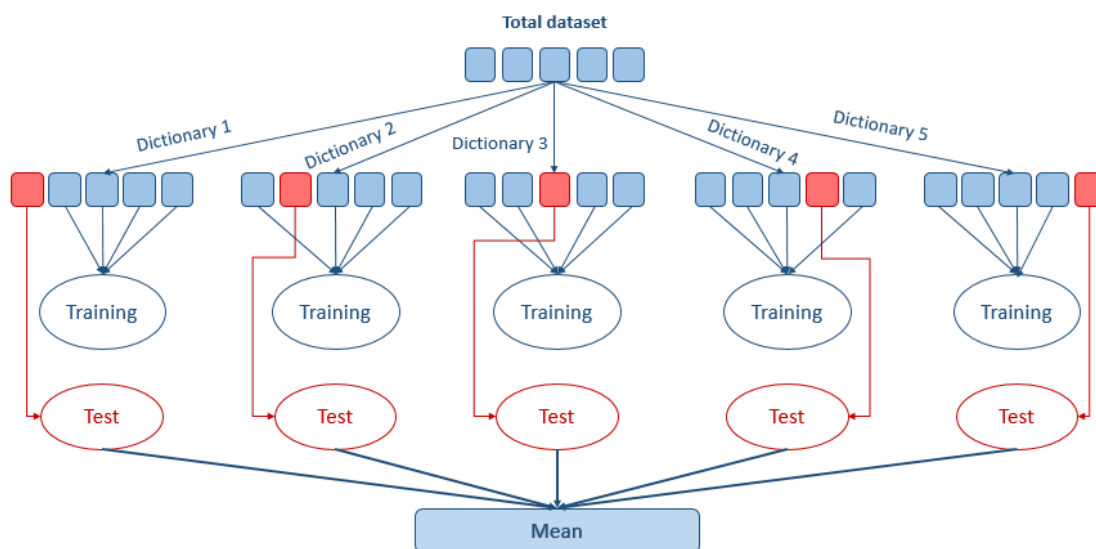 Total dataset
Dictionary 1
Dictionary 2
Dictionary 3
Dictionary 4
Dictionary 5
Training
Training
Training
Training
Training
Test
Test
Test
Test
Test
Mean